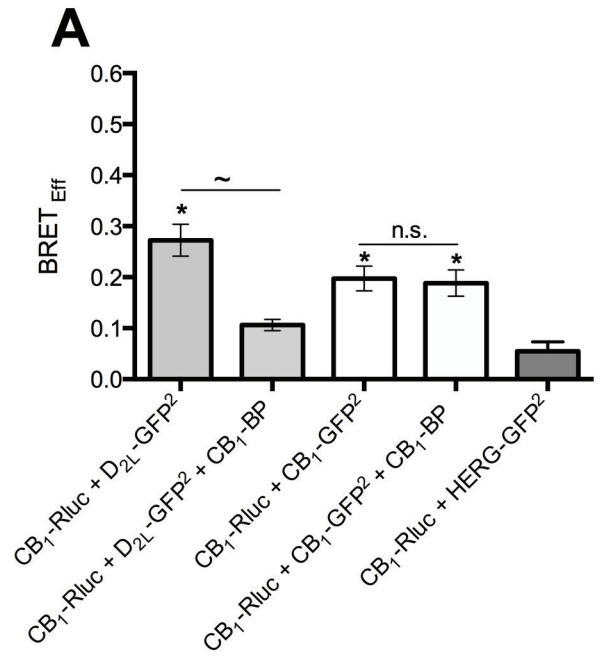 A
0.6
0.5
0.4
0.3
0.2
0.1
0.0
BRET Eff
~
*
n.s.
*
*
CB₁-Rluc + D₂L-GFP²
CB₁-Rluc + D₂L-GFP² + CB₁-BP
CB₁-Rluc + CB₁-GFP²
CB₁-Rluc + CB₁-GFP² + CB₁-BP
CB₁-Rluc + HERG-GFP²